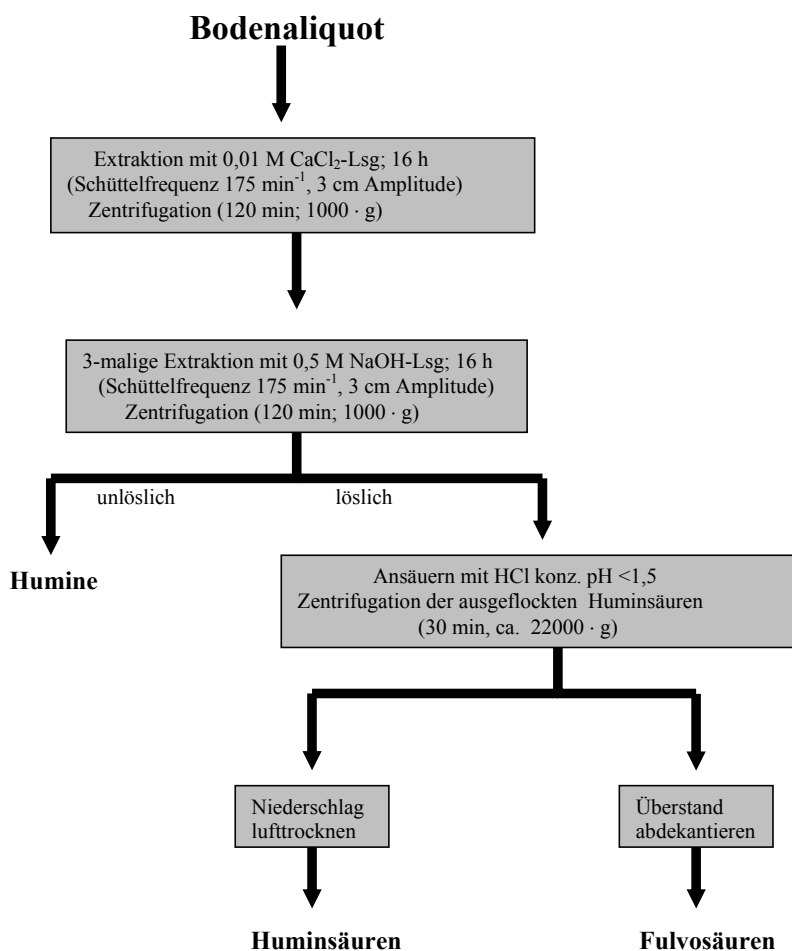 Bodenaliquot
Extraktion mit 0,01 M CaCl₂-Lsg; 16 h
(Schüttelfrequenz 175 min⁻¹, 3 cm Amplitude)
Zentrifugation (120 min; 1000 · g)
3-malige Extraktion mit 0,5 M NaOH-Lsg; 16 h
(Schüttelfrequenz 175 min⁻¹, 3 cm Amplitude)
Zentrifugation (120 min; 1000 · g)
unlöslich
löslich
Humine
Ansäuern mit HCl konz. pH <1,5
Zentrifugation der ausgeflockten Huminsäuren
(30 min, ca. 22000 · g)
Niederschlag
lufttrocknen
Überstand
abdekantieren
Huminsäuren
Fulvosäuren